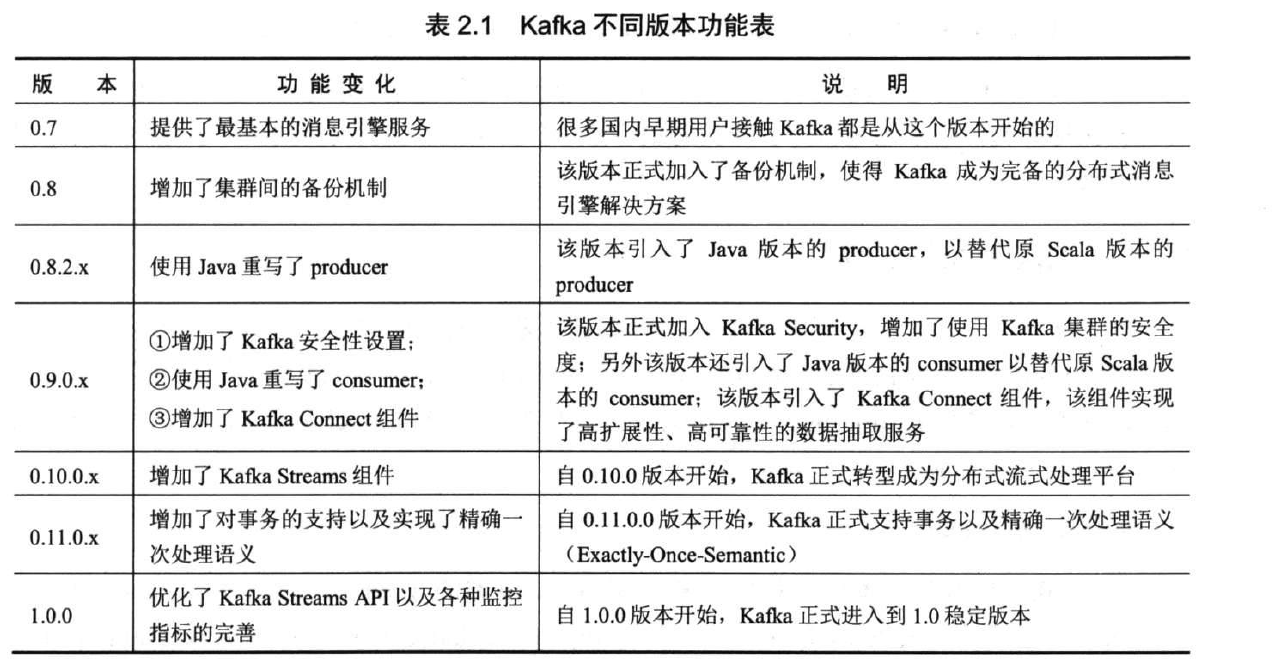 表 2.1 Kafka 不同版本功能表
版 本 功 能 变 化 说 明
0.7 提供了最基本的消息引擎服务 很多国内早期用户接触 Kafka 都是从这个版本开始的
0.8 增加了集群间的备份机制 该版本正式加入了备份机制，使得 Kafka 成为完备的分布式消息
引擎解决方案
0.8.2.x 使用 Java 重写了 producer 该版本引入了 Java 版本的 producer，以替代原 Scala 版本的
producer
0.9.0.x ①增加了 Kafka 安全性设置；
②使用 Java 重写了 consumer；
③增加了 Kafka Connect 组件
该版本正式加入 Kafka Security，增加了使用 Kafka 集群的安全
度；另外该版本还引入了 Java 版本的 consumer 以替代原 Scala 版
本的 consumer；该版本引入了 Kafka Connect 组件，该组件实现
了高扩展性、高可靠性的数据抽取服务
0.10.0.x 增加了 Kafka Streams 组件 自 0.10.0 版本开始，Kafka 正式转型成为分布式流式处理平台
0.11.0.x 增加了对事务的支持以及实现了精确一
次处理语义
自 0.11.0.0 版本开始，Kafka 正式支持事务以及精确一次处理语义
（Exactly-Once-Semantic）
1.0.0 优化了 Kafka Streams API 以及各种监控
指标的完善
自 1.0.0 版本开始，Kafka 正式进入到 1.0 稳定版本